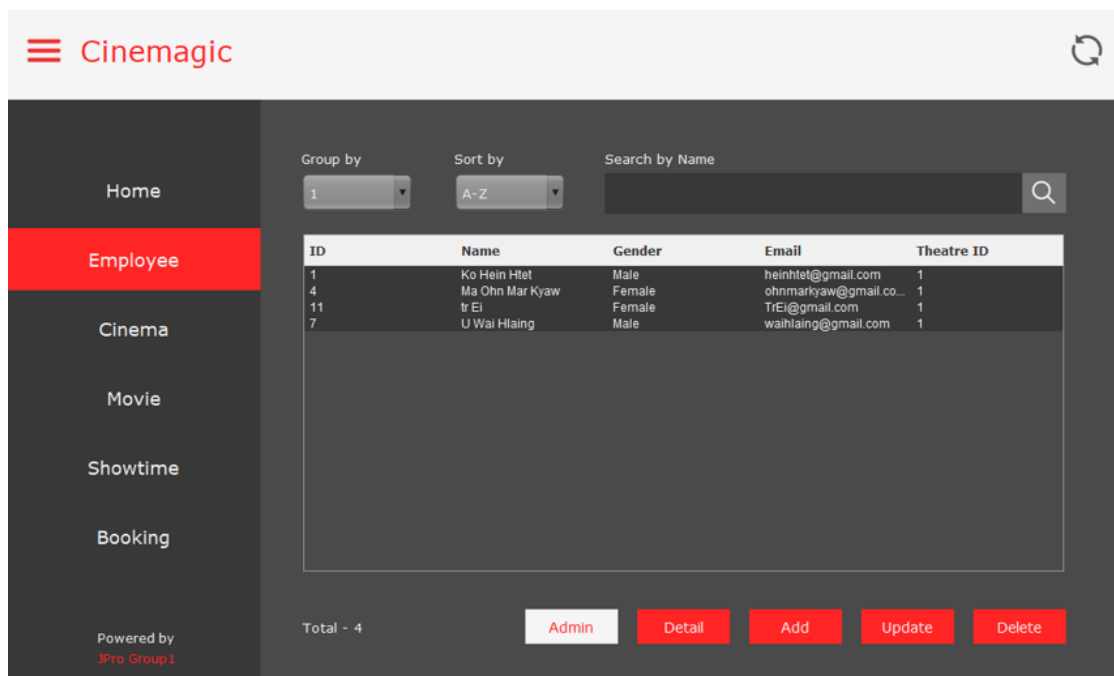 Cinemagic
Home
Employee
Cinema
Movie
Showtime
Booking
Powered by
JPro Group1
Group by Sort by Search by Name
1 A-Z
ID Name Gender Email Theatre ID
1 Ko Hein Htet Male heinhtet@gmail.com 1
4 Ma Ohn Mar Kyaw Female ohnmarkyaw@gmail.co... 1
11 tr Ei Female TrEi@gmail.com 1
7 U Wai Hlaing Male waihlaing@gmail.com 1
Total - 4 Admin Detail Add Update Delete